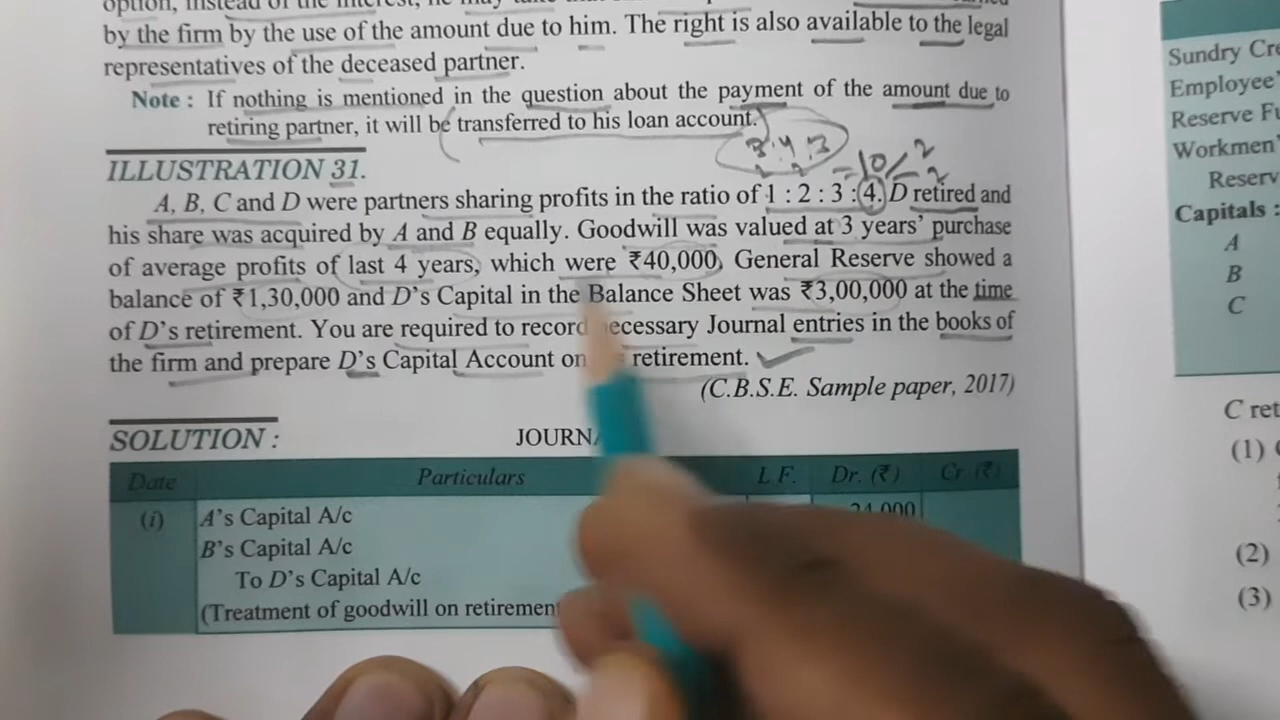 by the firm by the use of the amount due to him. The right is also available to the legal
representatives of the deceased partner.
Note : If nothing is mentioned in the question about the payment of the amount due to
retiring partner, it will be transferred to his loan account.
ILLUSTRATION 31.
A, B, C and D were partners sharing profits in the ratio of 1 : 2 : 3 : 4. D retired and
his share was acquired by A and B equally. Goodwill was valued at 3 years' purchase
of average profits of last 4 years, which were ₹40,000. General Reserve showed a
balance of ₹1,30,000 and D's Capital in the Balance Sheet was ₹3,00,000 at the time
of D's retirement. You are required to record necessary Journal entries in the books of
the firm and prepare D's Capital Account on retirement.
(C.B.S.E. Sample paper, 2017)
SOLUTION :
Date Particulars L.F. Dr. (₹) Cr. (₹)
(i) A's Capital A/c
B's Capital A/c
To D's Capital A/c
(Treatment of goodwill on
Sundry
Reserve
Reserv
Capitals :
A
B
C
C
(1)
(2)
(3)